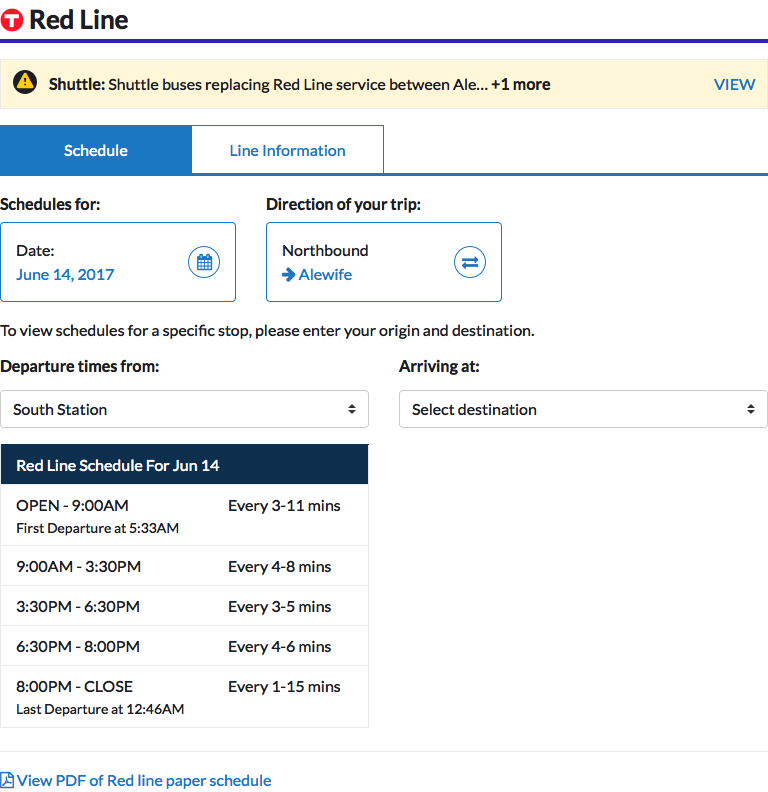 T Red Line
Shuttle: Shuttle buses replacing Red Line service between Ale... +1 more VIEW
Schedule Line Information
Schedules for: Direction of your trip:
Date: Northbound
June 14, 2017 Alewife
To view schedules for a specific stop, please enter your origin and destination.
Departure times from: Arriving at:
South Station Select destination
Red Line Schedule For Jun 14
OPEN - 9:00AM Every 3-11 mins
First Departure at 5:33AM
9:00AM - 3:30PM Every 4-8 mins
3:30PM - 6:30PM Every 3-5 mins
6:30PM - 8:00PM Every 4-6 mins
8:00PM - CLOSE Every 1-15 mins
Last Departure at 12:46AM
View PDF of Red line paper schedule